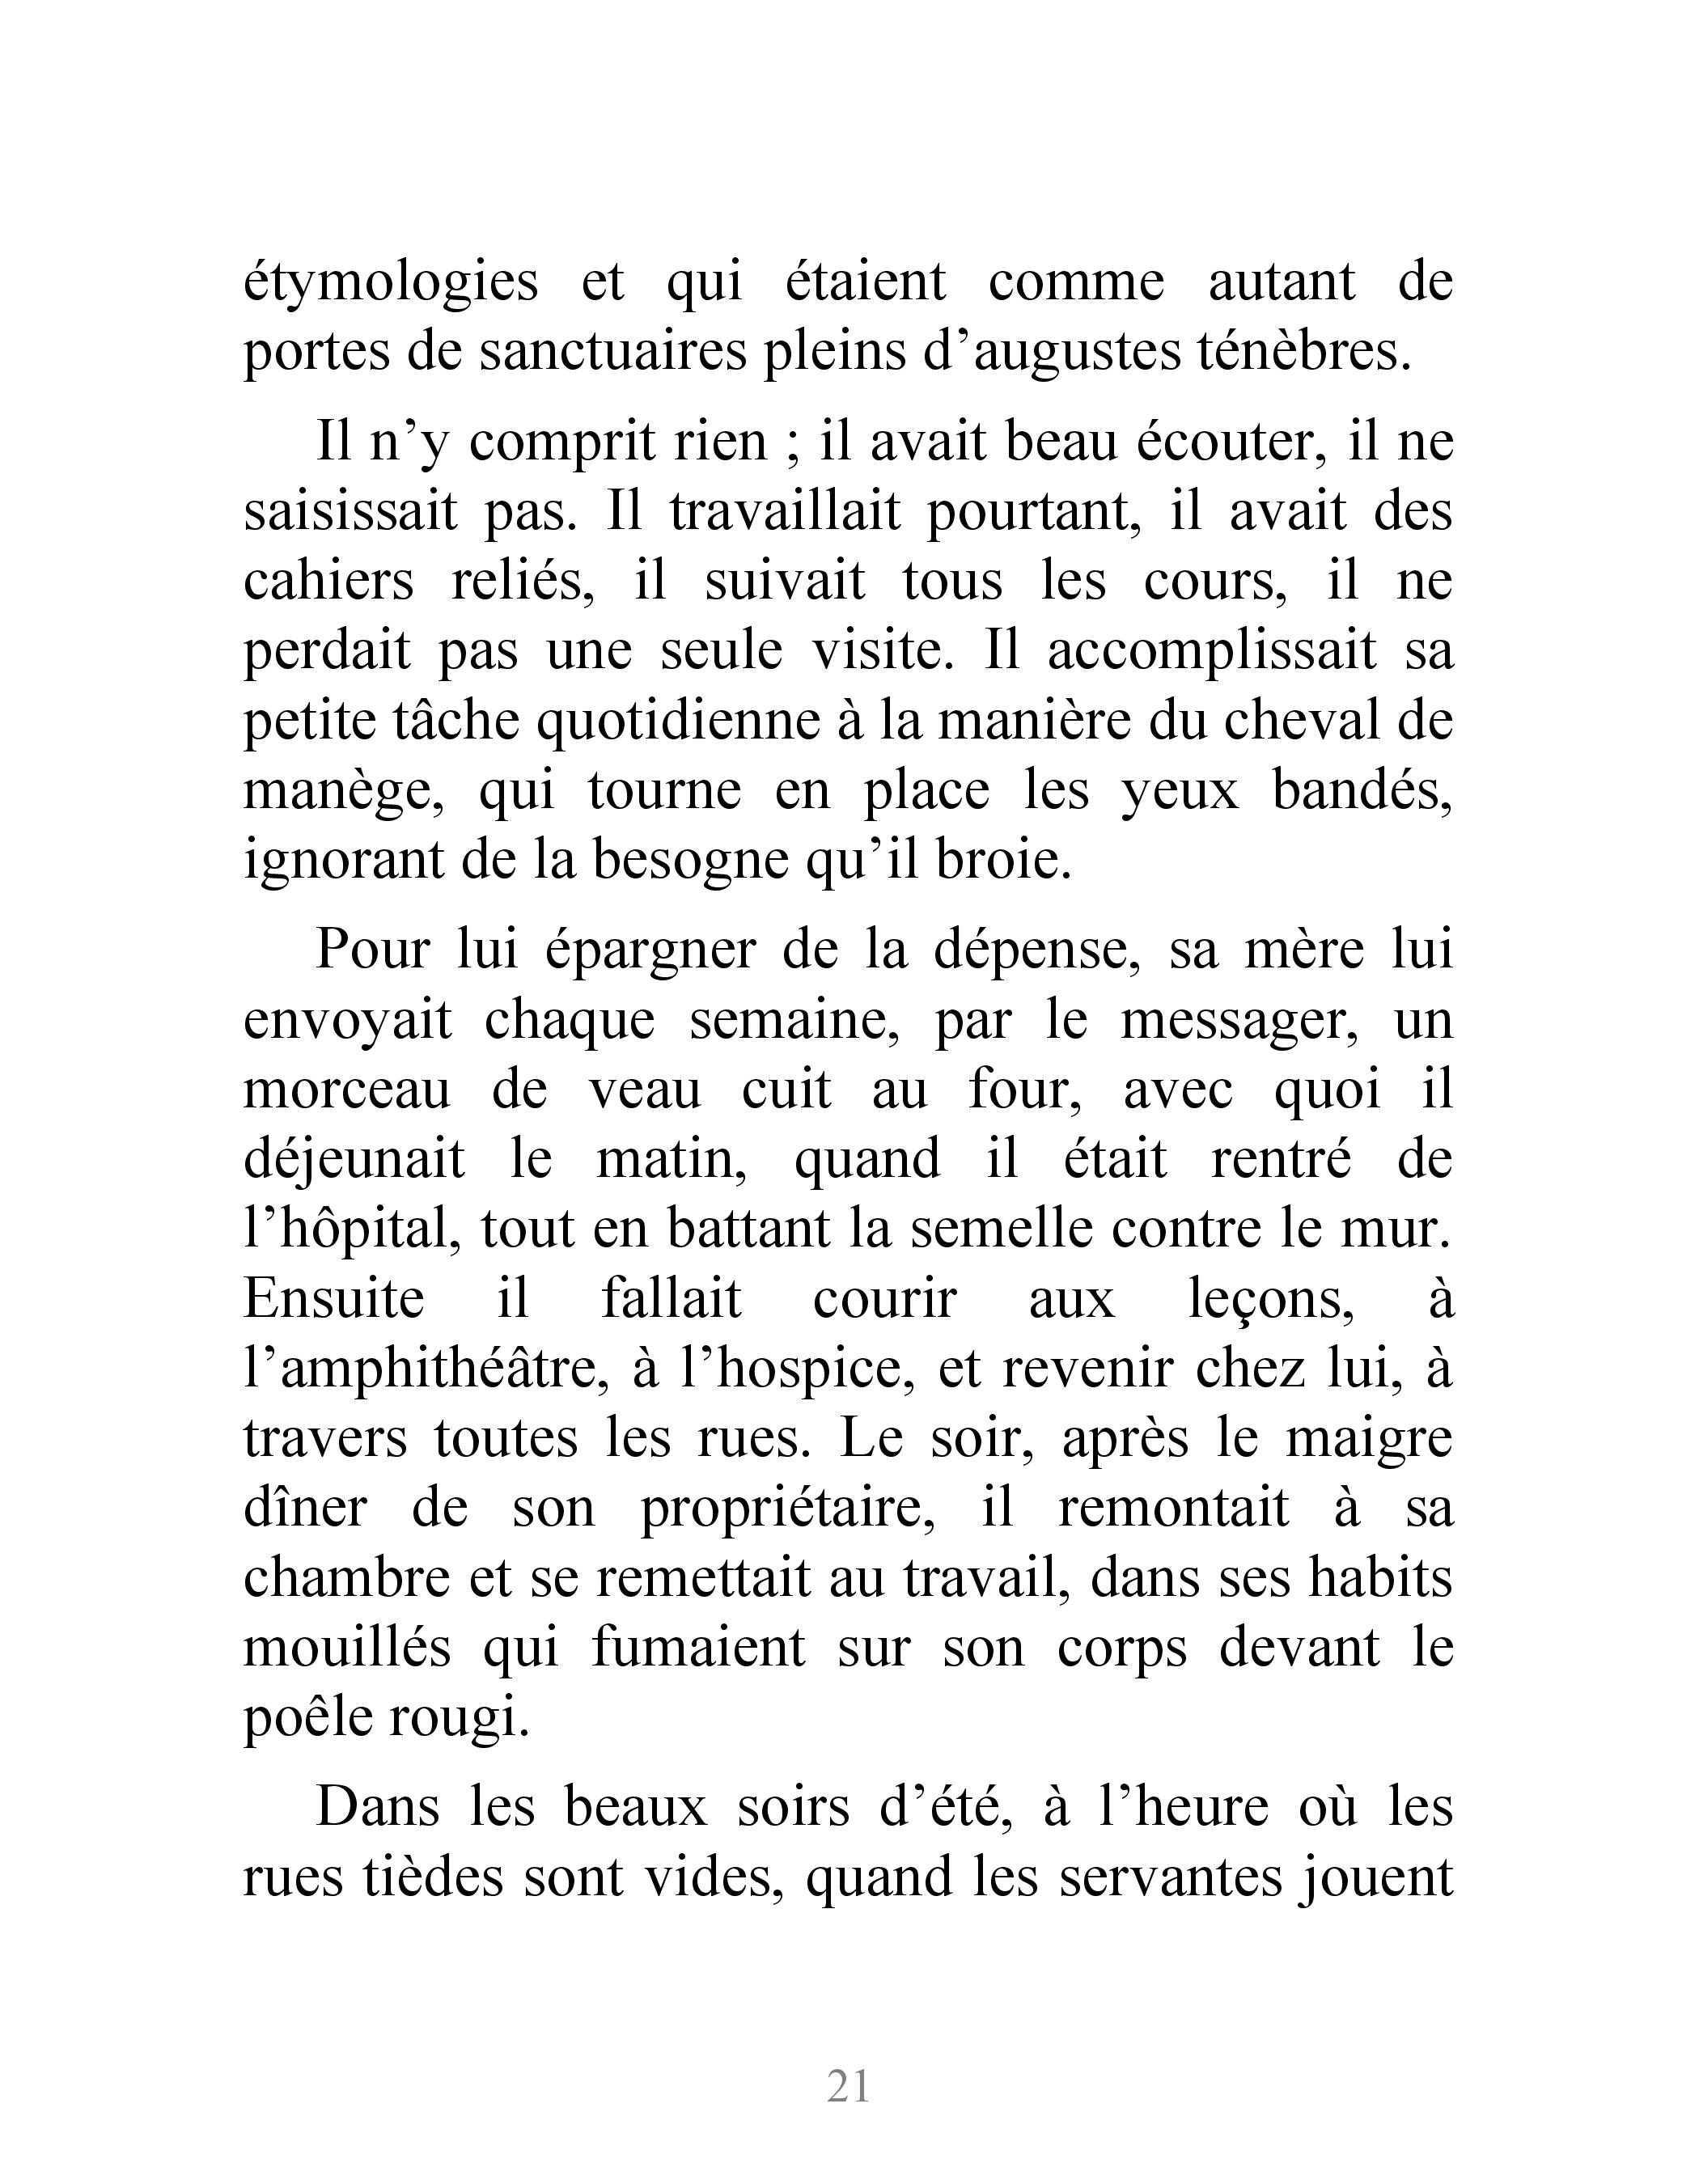 étymologies et qui étaient comme autant de
portes de sanctuaires pleins d’augustes ténèbres.
Il n’y comprit rien ; il avait beau écouter, il ne
saisissait pas. Il travaillait pourtant, il avait des
cahiers reliés, il suivait tous les cours, il ne
perdait pas une seule visite. Il accomplissait sa
petite tâche quotidienne à la manière du cheval de
manège, qui tourne en place les yeux bandés,
ignorant de la besogne qu’il broie.
Pour lui épargner de la dépense, sa mère lui
envoyait chaque semaine, par le messager, un
morceau de veau cuit au four, avec quoi il
déjeunait le matin, quand il était rentré de
l’hôpital, tout en battant la semelle contre le mur.
Ensuite il fallait courir aux leçons, à
l’amphithéâtre, à l’hospice, et revenir chez lui, à
travers toutes les rues. Le soir, après le maigre
dîner de son propriétaire, il remontait à sa
chambre et se remettait au travail, dans ses habits
mouillés qui fumaient sur son corps devant le
poêle rougi.
Dans les beaux soirs d’été, à l’heure où les
rues tièdes sont vides, quand les servantes jouent
21